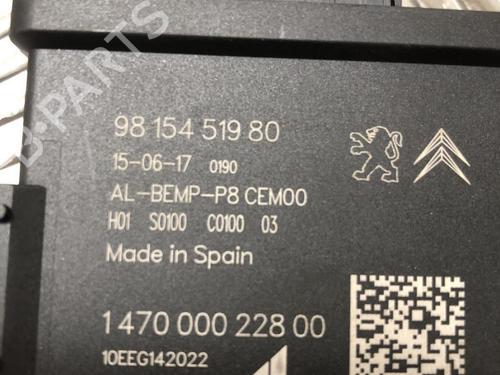 B-PARTS
98 154 519 80
15-06-17 0190
AL-BEMP-P8 CEM00
H01 S0100 C0100 03
Made in Spain
1 470 000 228 00
10EEG142022